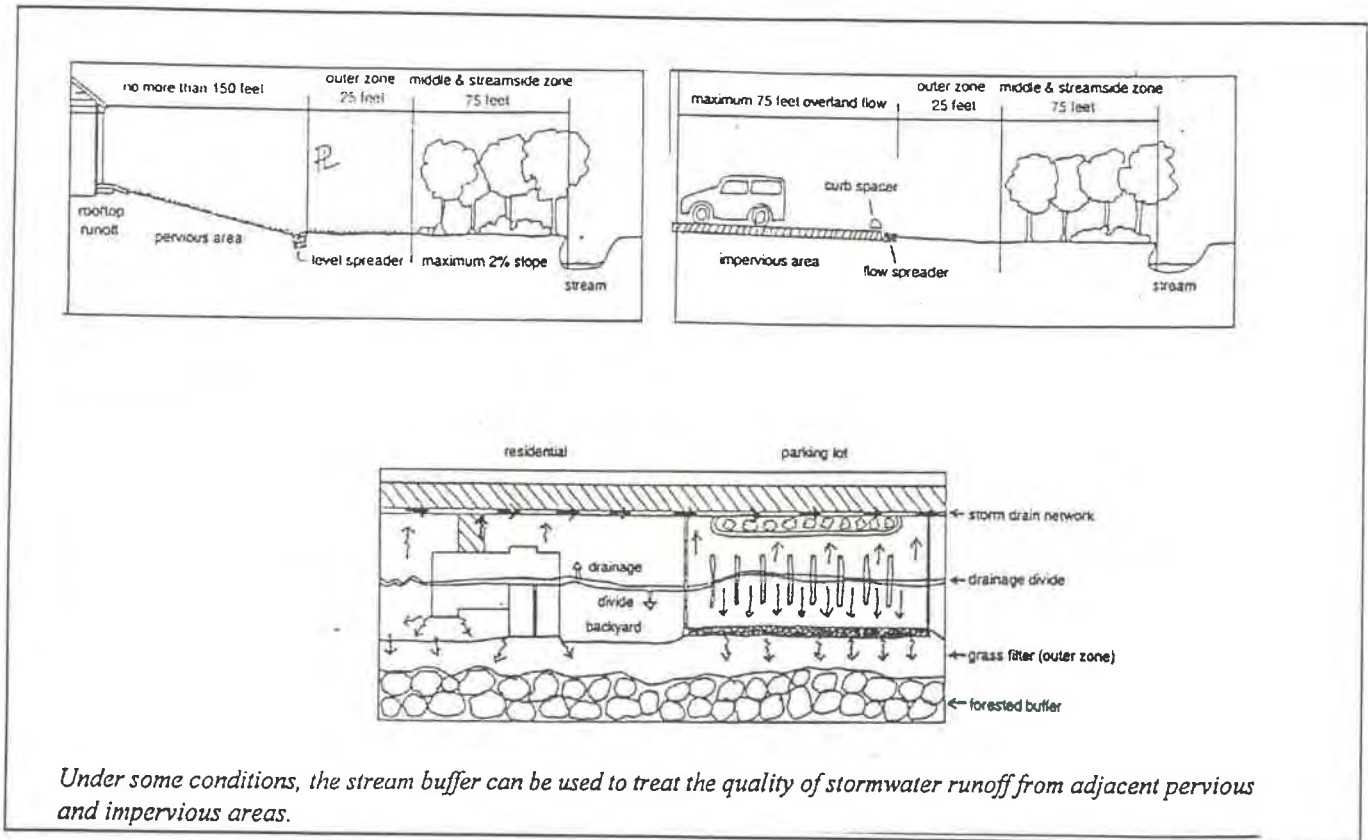 no more than 150 feet
outer zone
25 feet
middle & streamside zone
75 feet
PL
rooftop
runoff
pervious area
level spreader
maximum 2% slope
stream
maximum 75 feet overland flow
outer zone
25 feet
middle & streamside zone
75 feet
curb spacer
impervious area
flow spreader
stream
residential
parking lot
storm drain network
drainage
drainage divide
divide
backyard
grass filter (outer zone)
forested buffer
Under some conditions, the stream buffer can be used to treat the quality of stormwater runoff from adjacent pervious
and impervious areas.